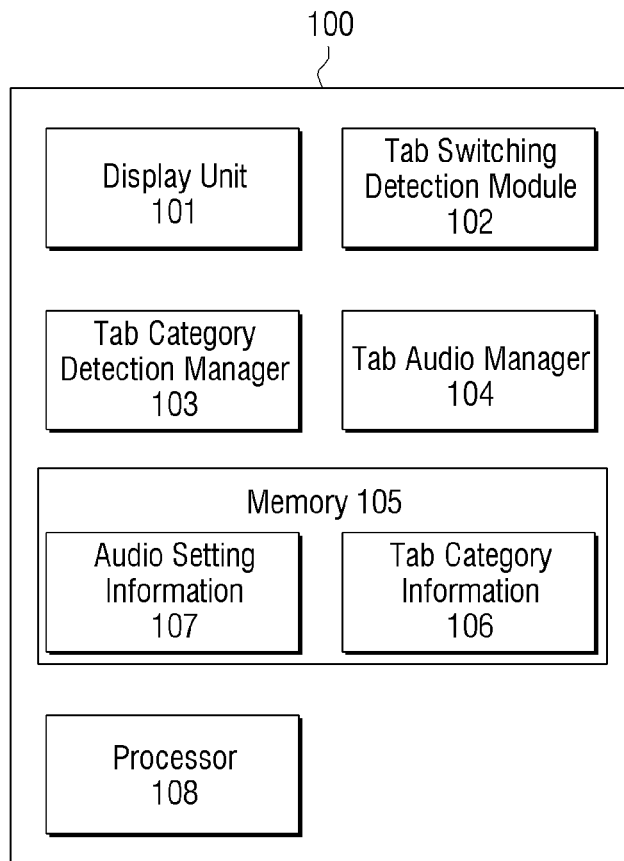 100
Display Unit
101
Tab Switching
Detection Module
102
Tab Category
Detection Manager
103
Tab Audio Manager
104
Memory 105
Audio Setting
Information
107
Tab Category
Information
106
Processor
108